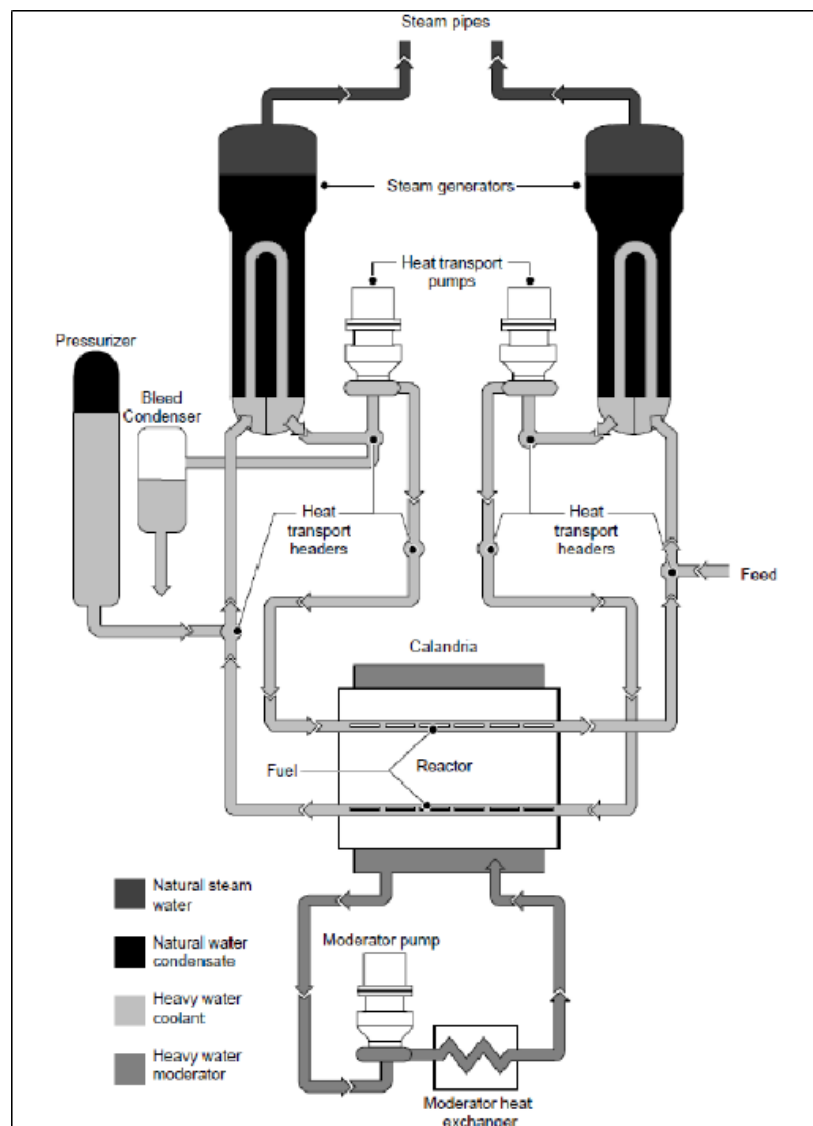 Steam pipes
Steam generators
Heat transport
pumps
Pressurizer
Bleed
Condenser
Heat
transport
headers
Heat
transport
headers
Feed
Calandria
Fuel
Reactor
Natural steam
water
Natural water
condensate
Heavy water
coolant
Heavy water
moderator
Moderator pump
Moderator heat
exchanger